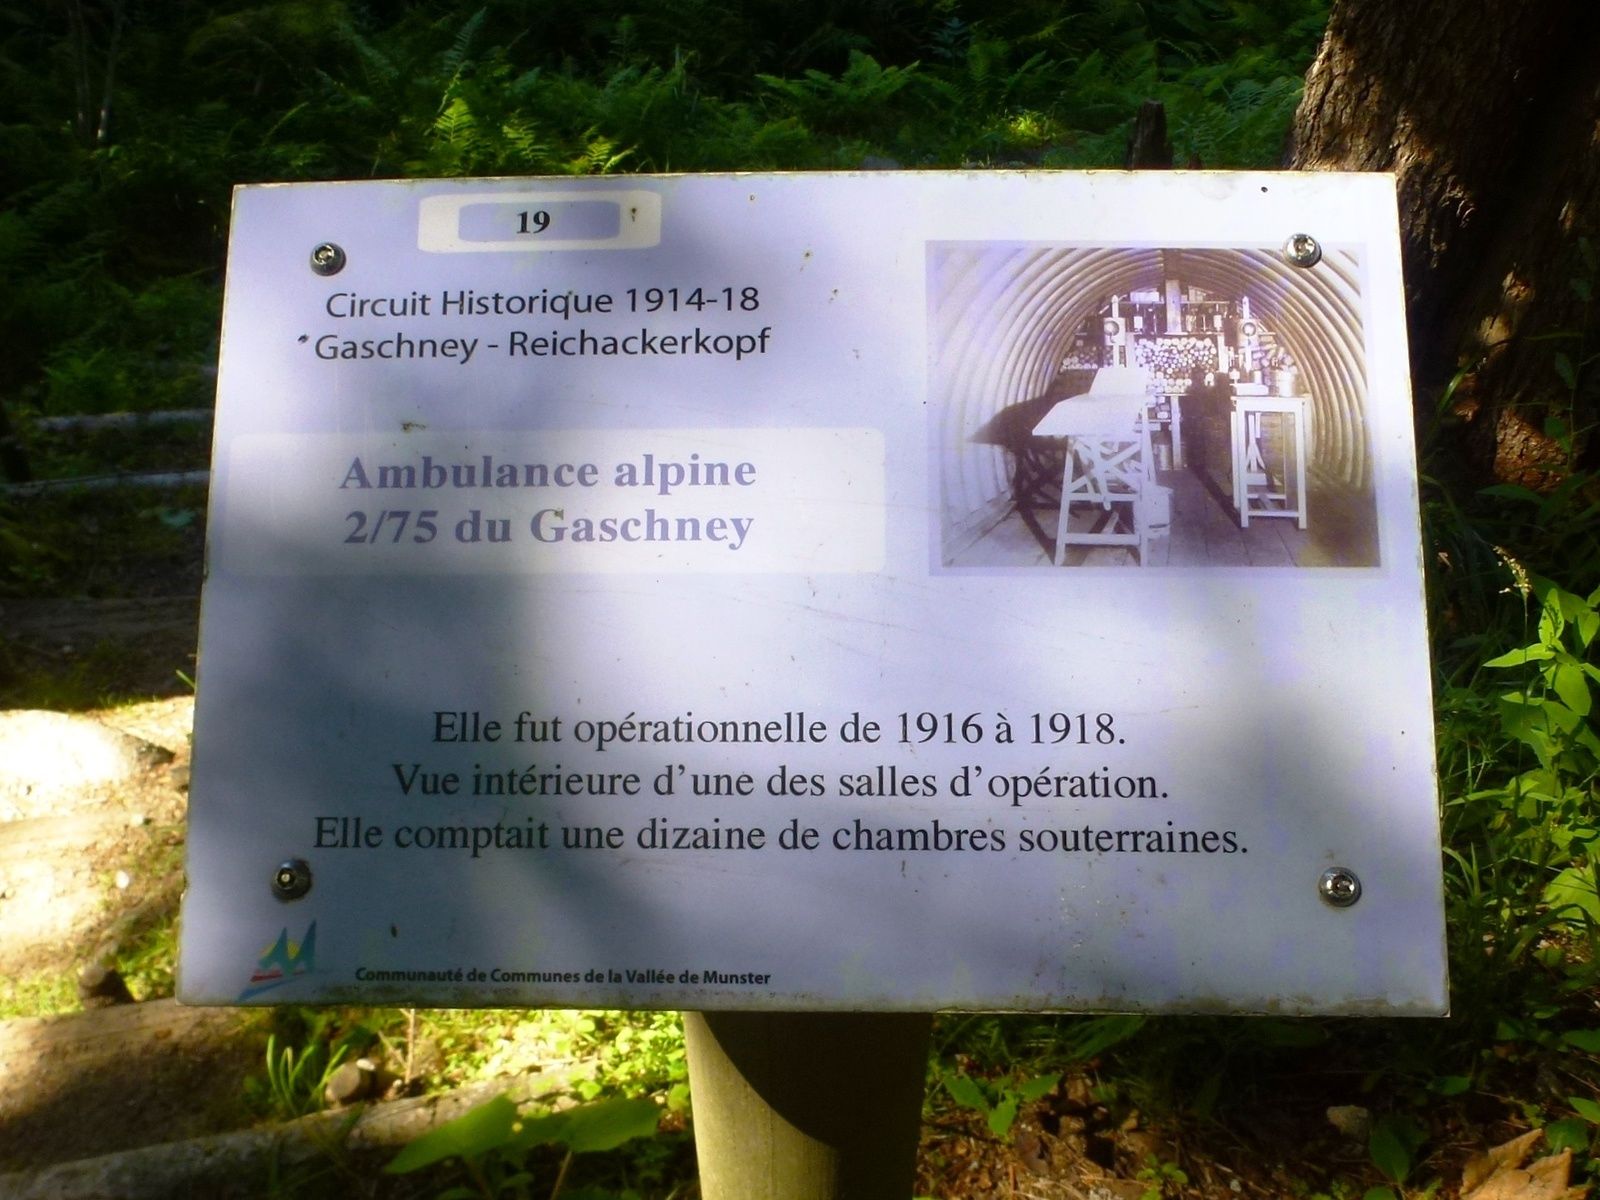 19
Circuit Historique 1914-18
Gaschney - Reichackerkopf
Ambulance alpine
2/75 du Gaschney
Elle fut opérationnelle de 1916 à 1918.
Vue intérieure d'une des salles d'opération.
Elle comptait une dizaine de chambres souterraines.
Communauté de Communes de la Vallée de Munster